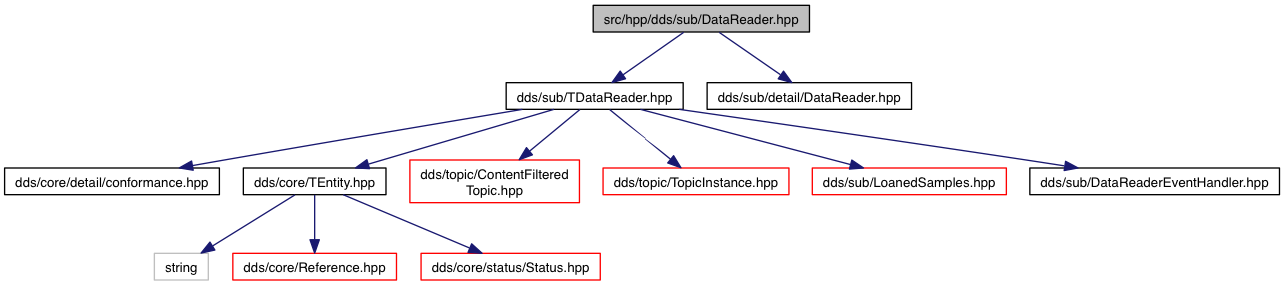 src/hpp/dds/sub/DataReader.hpp
dds/sub/TDataReader.hpp
dds/sub/detail/DataReader.hpp
dds/core/detail/conformance.hpp
dds/core/TEntity.hpp
dds/topic/ContentFiltered
Topic.hpp
dds/topic/TopicInstance.hpp
dds/sub/LoanedSamples.hpp
dds/sub/DataReaderEventHandler.hpp
string
dds/core/Reference.hpp
dds/core/status/Status.hpp